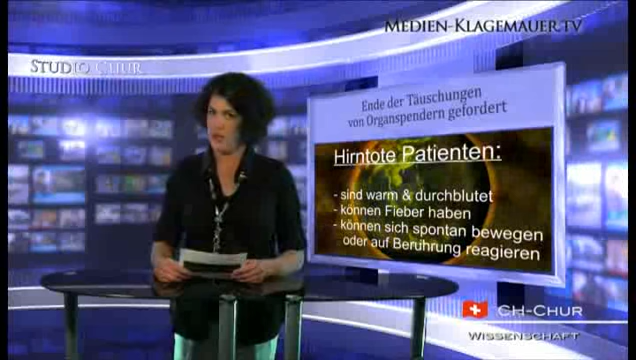 MEDIEN-KLAGEMAUER.TV
STUDIO CHUR
Ende der Täuschungen
von Organspendern gefordert
Hirntote Patienten:
- sind warm & durchblutet
- können Fieber haben
- können sich spontan bewegen
oder auf Berührung reagieren
CH-CHUR
WISSENSCHAFT